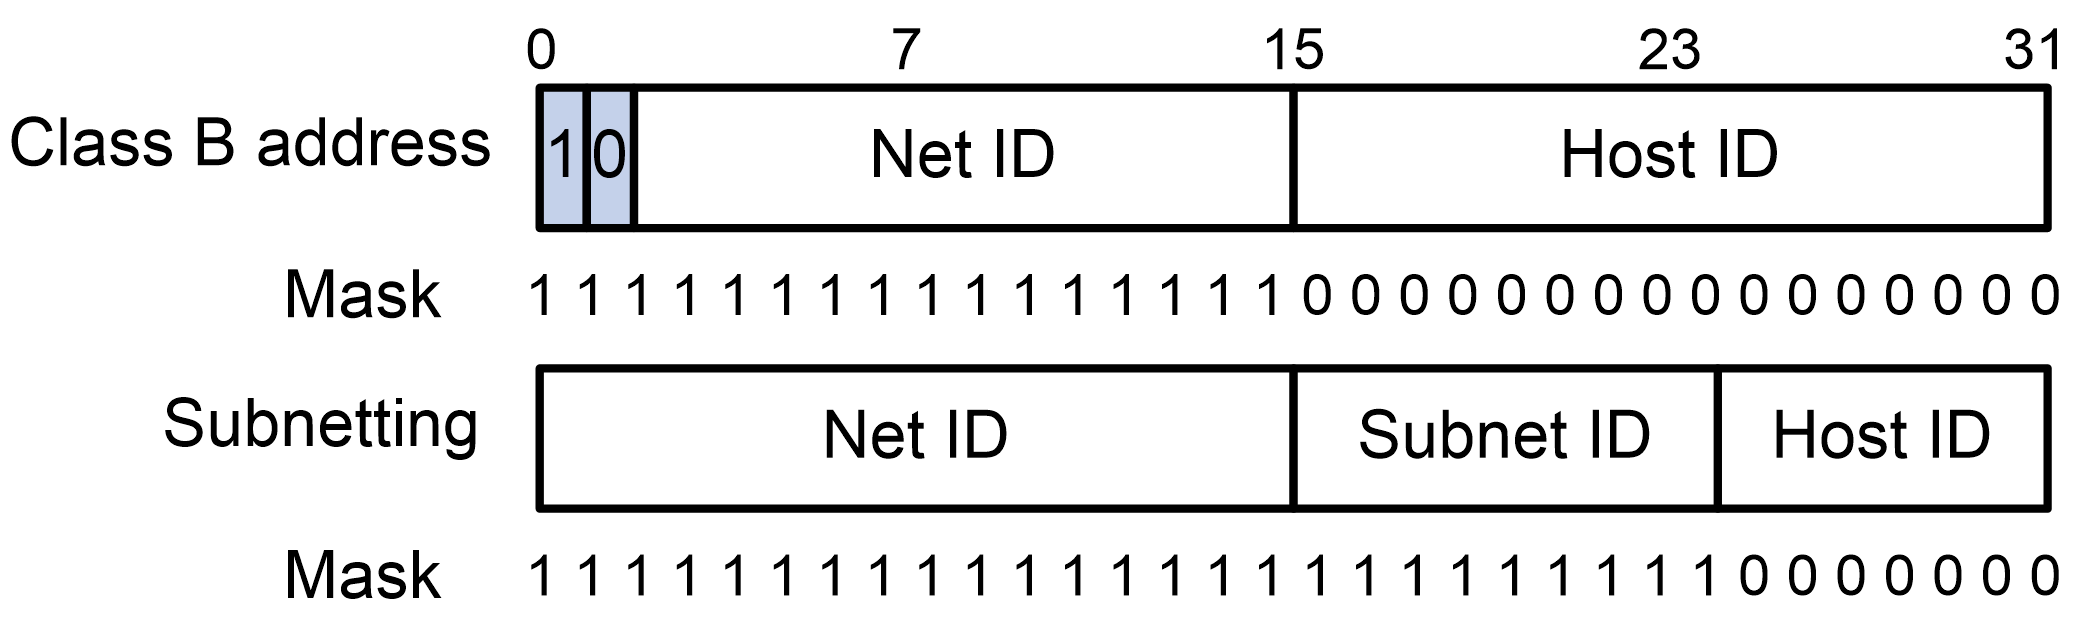 0 7 15 23 31
Class B address 1 0 Net ID Host ID
Mask 1 1 1 1 1 1 1 1 1 1 1 1 1 1 1 1 0 0 0 0 0 0 0 0 0 0 0 0 0 0 0 0
Subnetting Net ID Subnet ID Host ID
Mask 1 1 1 1 1 1 1 1 1 1 1 1 1 1 1 1 1 1 1 1 1 1 1 1 1 0 0 0 0 0 0 0